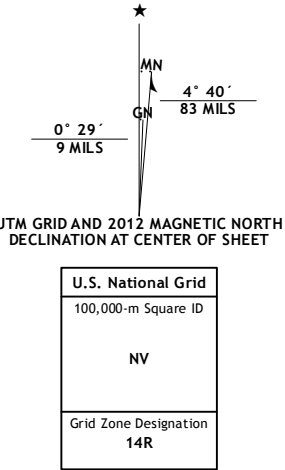 ★
MN
GN
4° 40´
83 MILS
0° 29´
9 MILS
UTM GRID AND 2012 MAGNETIC NORTH
DECLINATION AT CENTER OF SHEET
U.S. National Grid
100,000-m Square ID
NV
Grid Zone Designation
14R